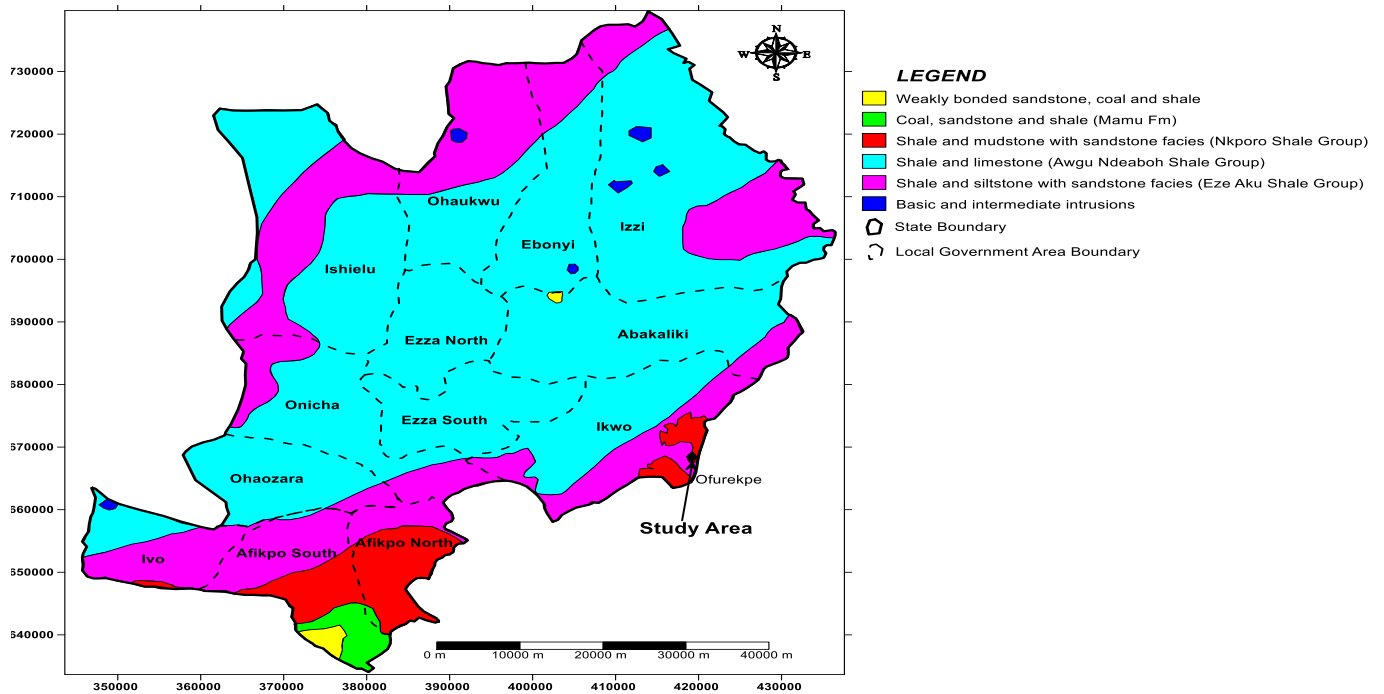 N
W E
S
730000
720000
710000
700000
690000
680000
670000
660000
650000
640000
350000 360000 370000 380000 390000 400000 410000 420000 430000
Ohaukwu
Izzi
Ebonyi
Ishielu
Abakaliki
Ezza North
Onicha
Ezza South
Ikwo
Ohaozara
Ofurekpe
Study Area
Afikpo North
Afikpo South
Ivo
0 m 10000 m 20000 m 30000 m 40000 m
LEGEND
Weakly bonded sandstone, coal and shale
Coal, sandstone and shale (Mamu Fm)
Shale and mudstone with sandstone facies (Nkporo Shale Group)
Shale and limestone (Awgu Ndeaboh Shale Group)
Shale and siltstone with sandstone facies (Eze Aku Shale Group)
Basic and intermediate intrusions
State Boundary
Local Government Area Boundary